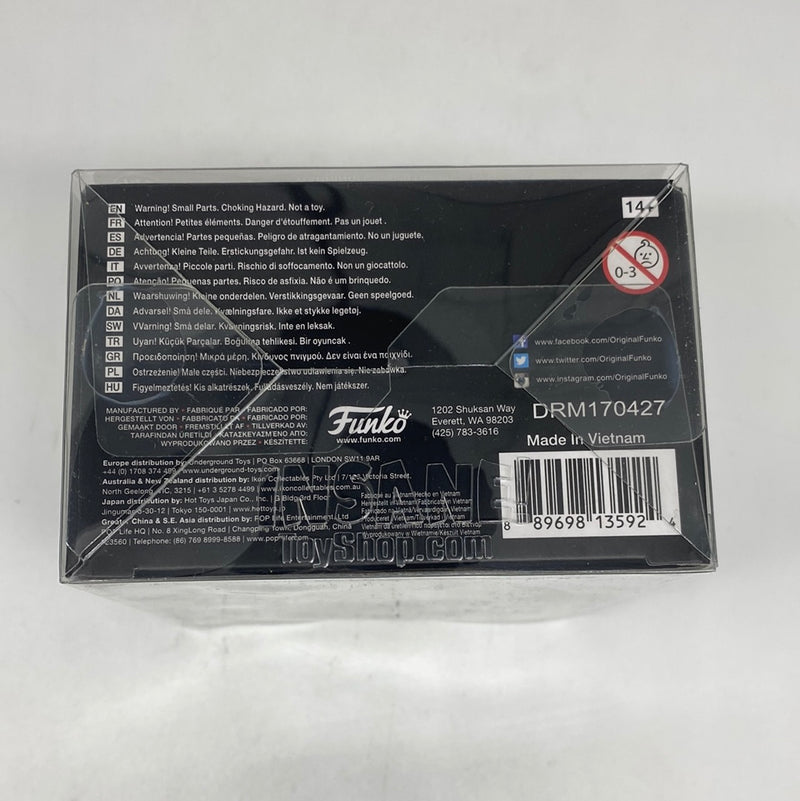 EN Warning! Small Parts. Choking Hazard. Not a toy.
FR Attention! Petites éléments. Danger d'étouffement. Pas un jouet .
ES Advertencia! Partes pequeñas. Peligro de atragantamiento. No un juguete.
DE Achtung! Kleine Teile. Erstickungsgefahr. Ist kein Spielzeug.
IT Avvertenza! Piccole parti. Rischio di soffocamento. Non un giocattolo.
PO Atenção! Pequenas partes. Risco de asfixia. Não é um brinquedo.
NL Waarshuwing! Kleine onderdelen. Verstikkingsgevaar. Geen speelgoed.
DA Advarsel! Små dele. Kvælningsfare. Ikke et stykke legetøj.
SW VVarning! Små delar. Kvävningsrisk. Inte en leksak.
TR Uyarı! Küçük Parçalar. Boğulma tehlikesi. Bir oyuncak .
GR Προειδοποίηση! Μικρά μέρη. Κίνδυνος πνιγμού. Δεν είναι ένα παιχνίδι.
PL Ostrzeżenie! Małe części. Niebezpieczeństwo udławienia się. Nie zabawka.
HU Figyelmeztetés! Kis alkatrészek. Fulladásveszély. Nem játékszer.
14+
0-3
www.facebook.com/OriginalFunko
www.twitter.com/OriginalFunko
www.instagram.com/OriginalFunko
MANUFACTURED BY · FABRIQUE PAR · FABRICADO POR:
HERGESTELLT VON · FABBRICATO DA · FABRICADO POR:
GEMAAKT DOOR · FREMSTILLET AF · TILLVERKAD AV:
TARAFINDAN ÜRETILDI · ΚΑΤΑΣΚΕΥΑΣΜΕΝΟ ΑΠΟ:
WYPRODUKOWANO PRZEZ · KÉSZÍTETTE:
Funko
www.funko.com
1202 Shuksan Way
Everett, WA 98203
(425) 783-3616
DRM170427
Made In Vietnam
Europe distribution by: Underground Toys | PO Box 63668 | LONDON SW11 9AR
+44 (0) 1708 374 www.underground-toys
Australia & New Zealand distribution by: Ikon Collectables Pty Ltd | Victoria Street,
North Geelong VIC, 3215 | +61 3 5278 4499 | www.ikoncollectables.com.au
Japan distribution by: Hot Toys Japan Co., Inc. | Bldg 2nd Floor
Jingumae 6-30-12 | Tokyo 150-0001 | www.hottoys
Greater China & S.E. Asia distribution by: POP Life Entertainment Ltd
POP Life HQ | No. 8 XingLong Road | Changping Town, Dongguan, China
523560 | Telephone: (86) 769 8999-8588 | www.poplifer.com
Fabriqué au Vietnam/Hecho en Vietnam
INSANE
ToyShop.com
8 89698 13592 4